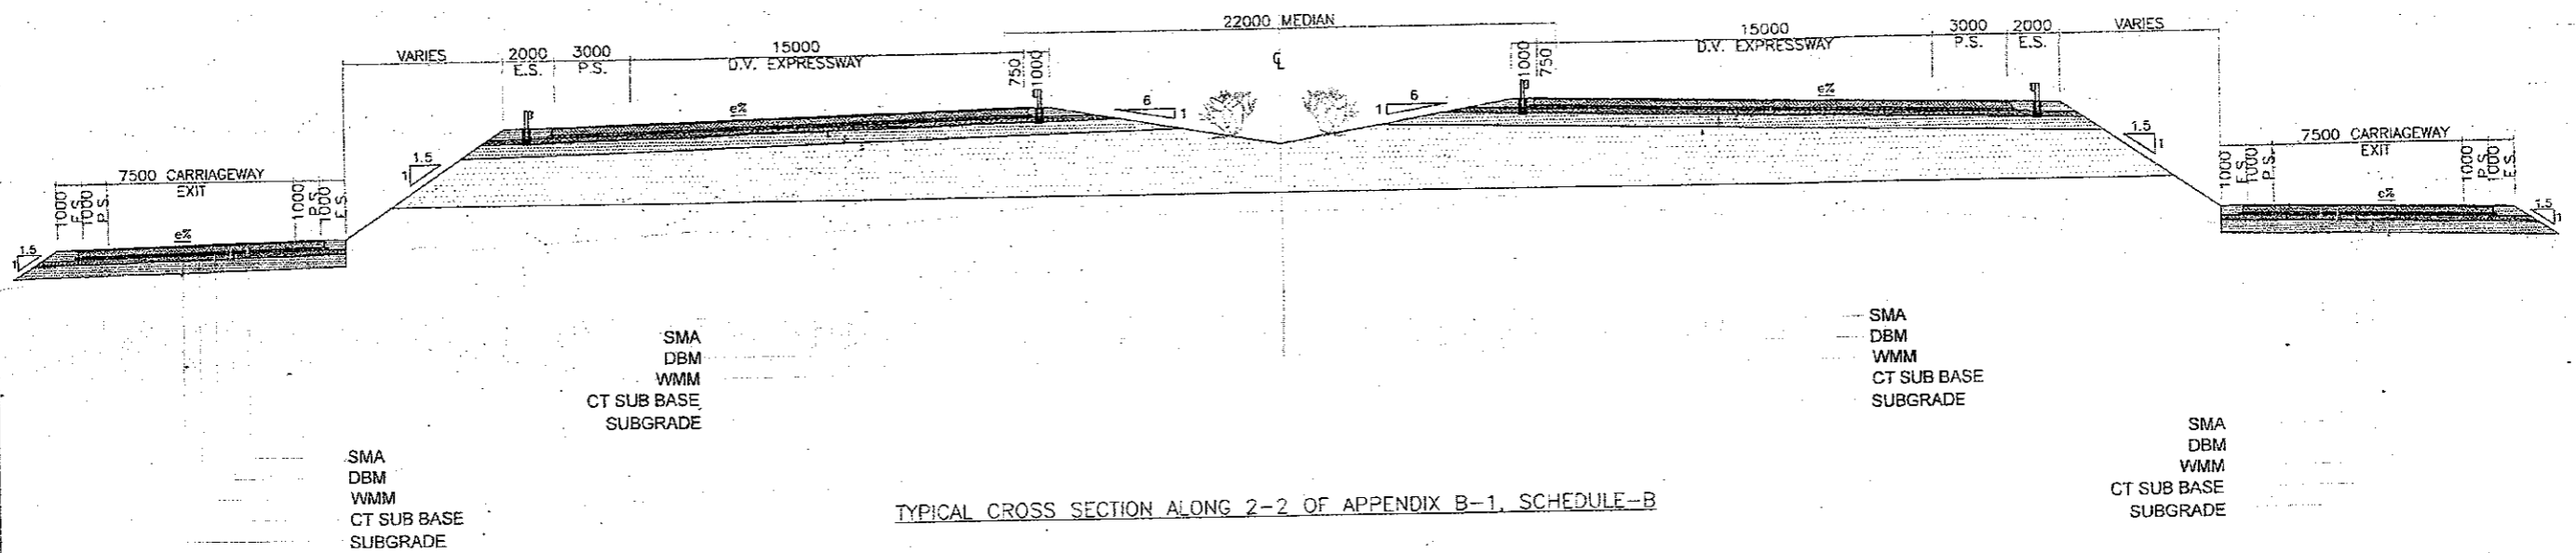 22000 MEDIAN
VARIES
2000
E.S.
3000
P.S.
15000
D.V. EXPRESSWAY
750
1000
℄
1000
750
15000
D.V. EXPRESSWAY
3000
P.S.
2000
E.S.
VARIES
e%
6
1
6
1
e%
1.5
1
1.5
1
7500 CARRIAGEWAY
EXIT
1000
E.S.
1000
P.S.
1000
P.S.
1000
E.S.
e%
1.5
1
7500 CARRIAGEWAY
EXIT
1000
E.S.
1000
P.S.
1000
P.S.
1000
E.S.
e%
1.5
1
SMA
DBM
WMM
CT SUB BASE
SUBGRADE
SMA
DBM
WMM
CT SUB BASE
SUBGRADE
SMA
DBM
WMM
CT SUB BASE
SUBGRADE
SMA
DBM
WMM
CT SUB BASE
SUBGRADE
TYPICAL CROSS SECTION ALONG 2-2 OF APPENDIX B-1, SCHEDULE-B